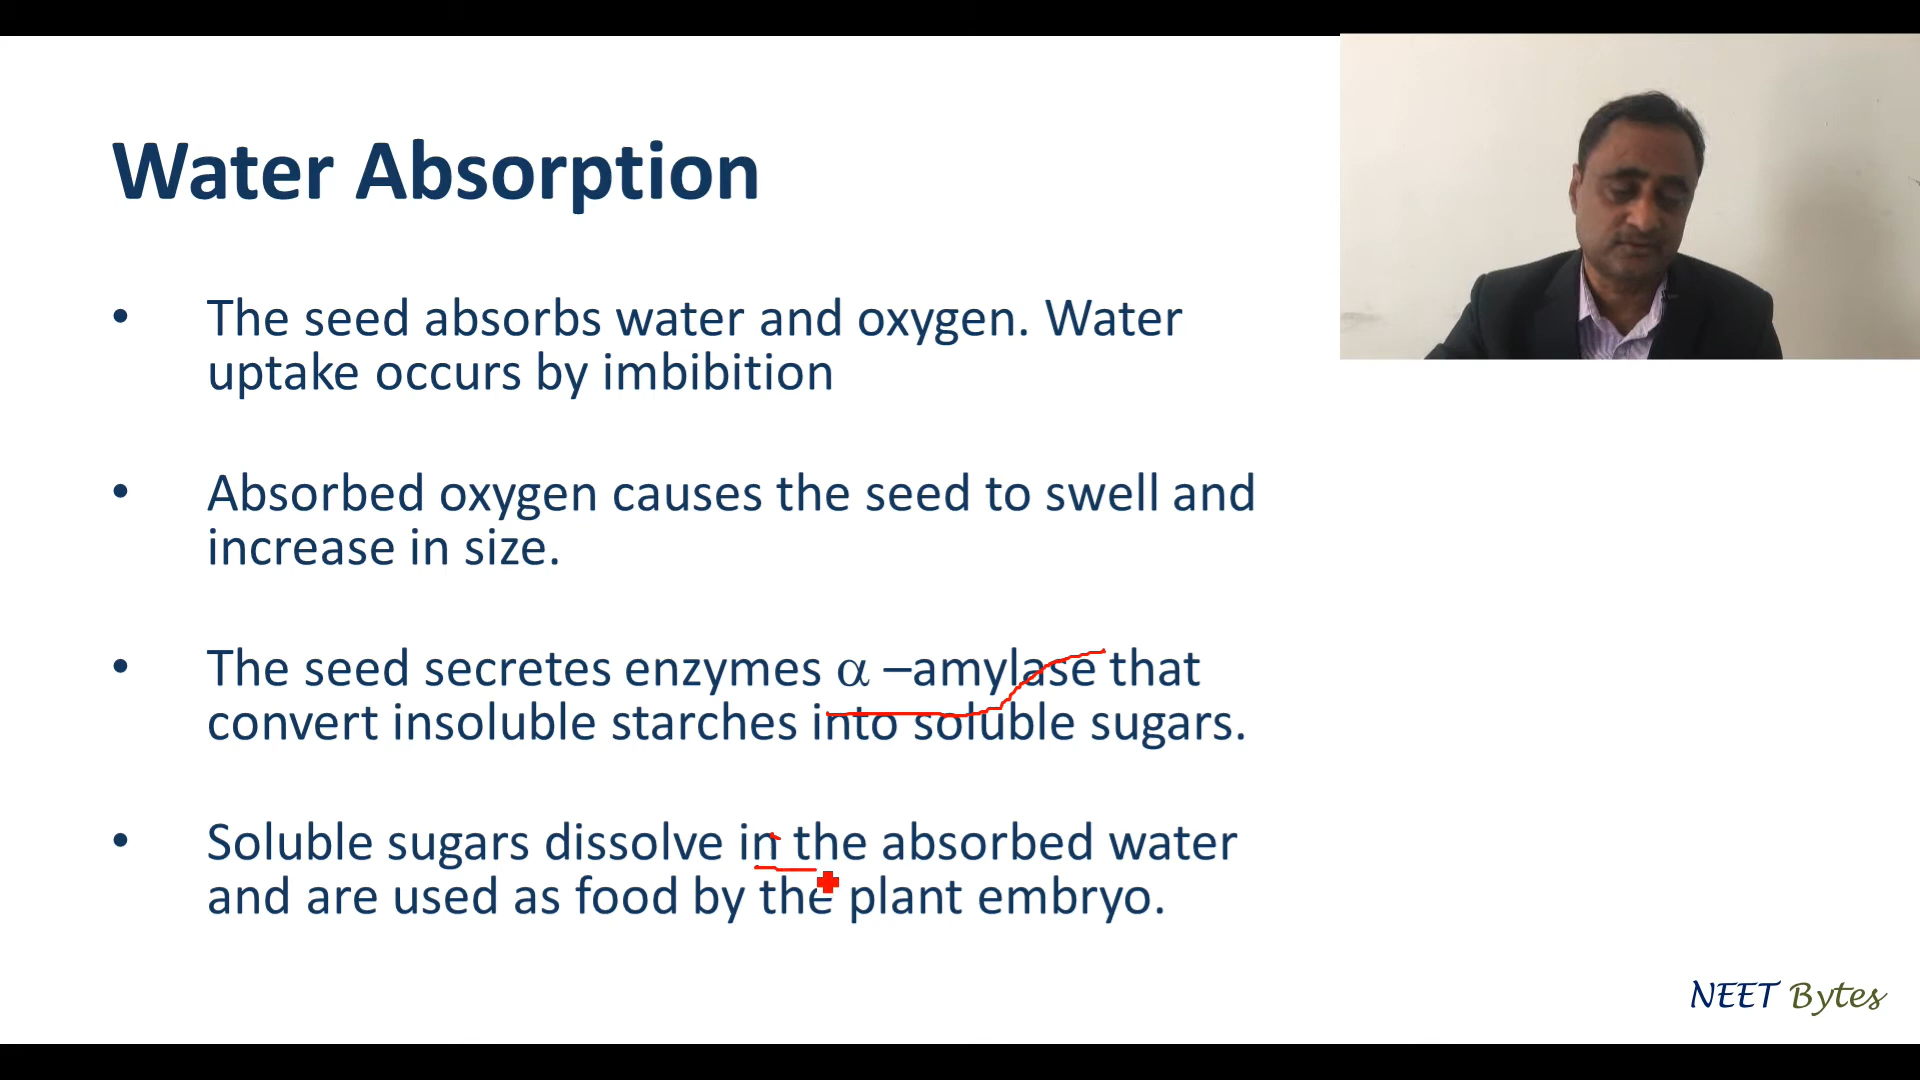 Water Absorption
• The seed absorbs water and oxygen. Water
uptake occurs by imbibition
• Absorbed oxygen causes the seed to swell and
increase in size.
• The seed secretes enzymes α –amylase that
convert insoluble starches into soluble sugars.
• Soluble sugars dissolve in the absorbed water
and are used as food by the plant embryo.
NEET Bytes